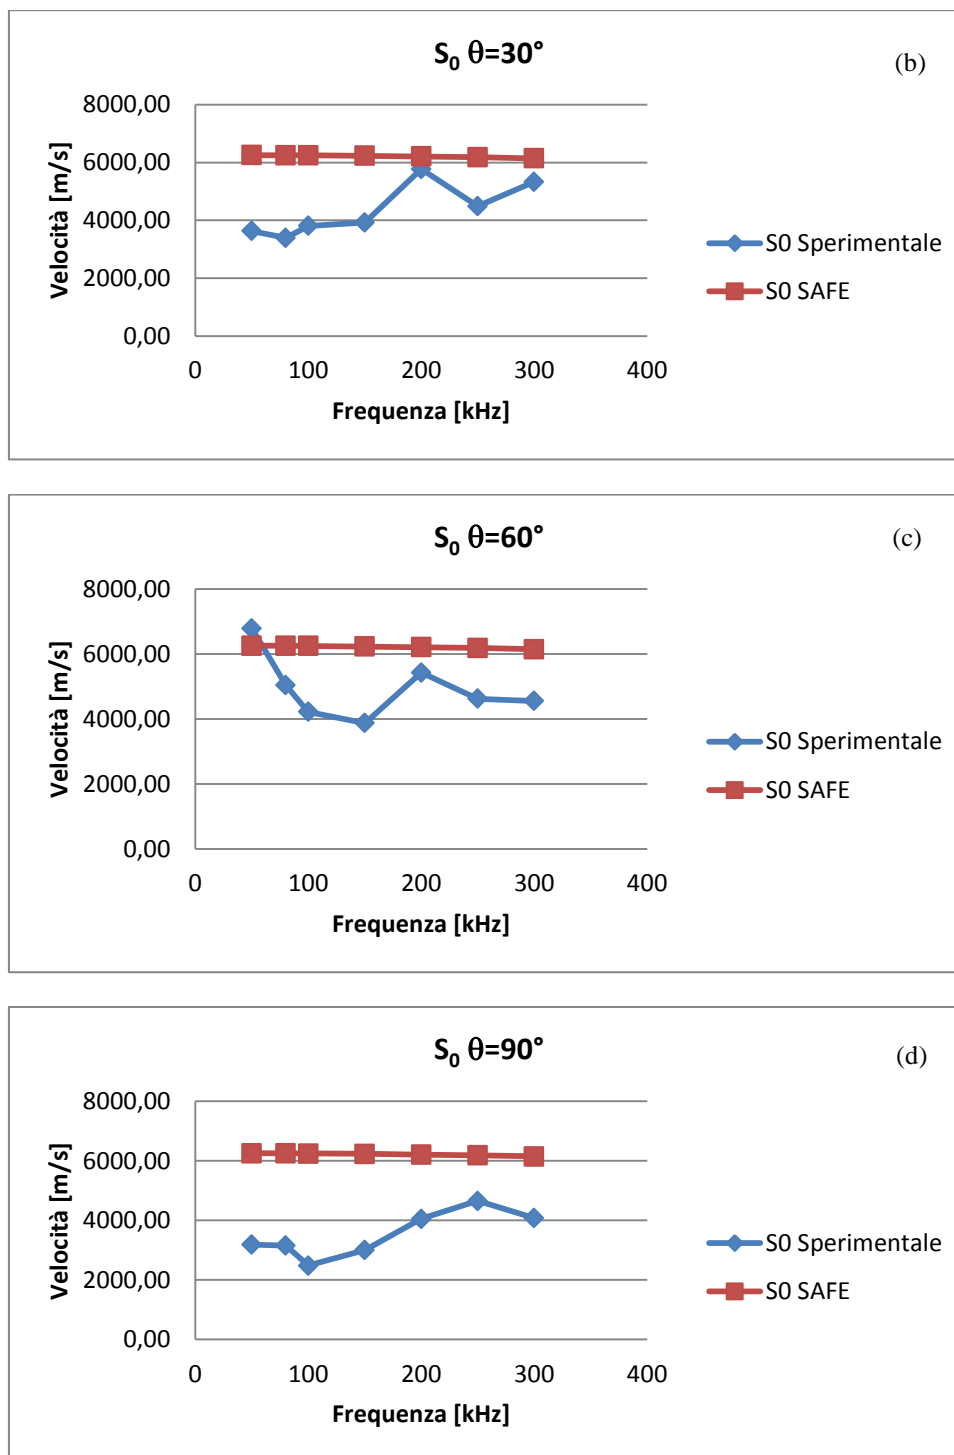 S0 θ=30°
(b)
8000,00
6000,00
4000,00
2000,00
0,00
Velocità [m/s]
0 100 200 300 400
Frequenza [kHz]
S0 Sperimentale
S0 SAFE
S0 θ=60°
(c)
8000,00
6000,00
4000,00
2000,00
0,00
Velocità [m/s]
0 100 200 300 400
Frequenza [kHz]
S0 Sperimentale
S0 SAFE
S0 θ=90°
(d)
8000,00
6000,00
4000,00
2000,00
0,00
Velocità [m/s]
0 100 200 300 400
Frequenza [kHz]
S0 Sperimentale
S0 SAFE